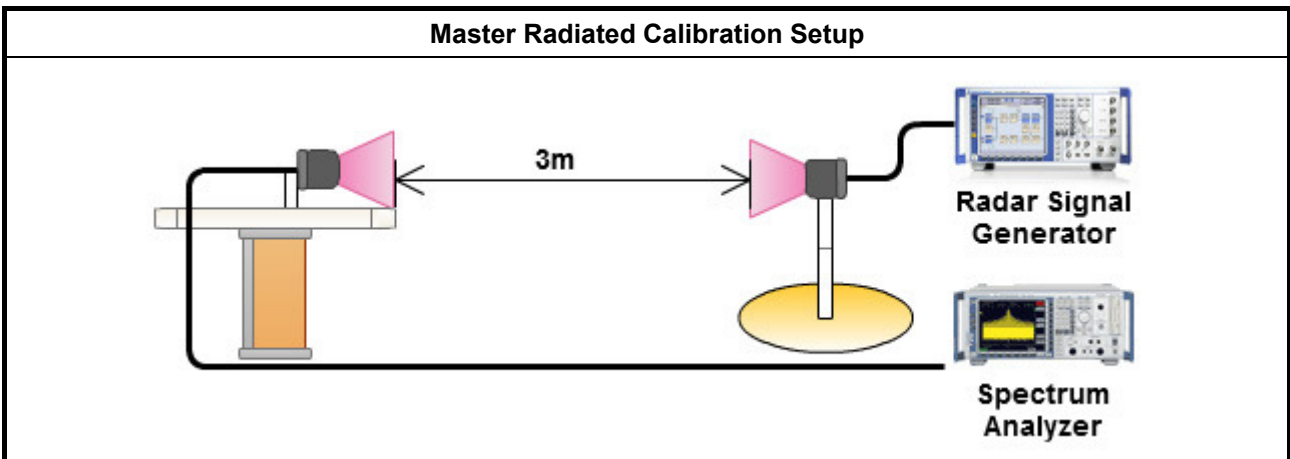 Master Radiated Calibration Setup
3m
Radar Signal
Generator
Spectrum
Analyzer